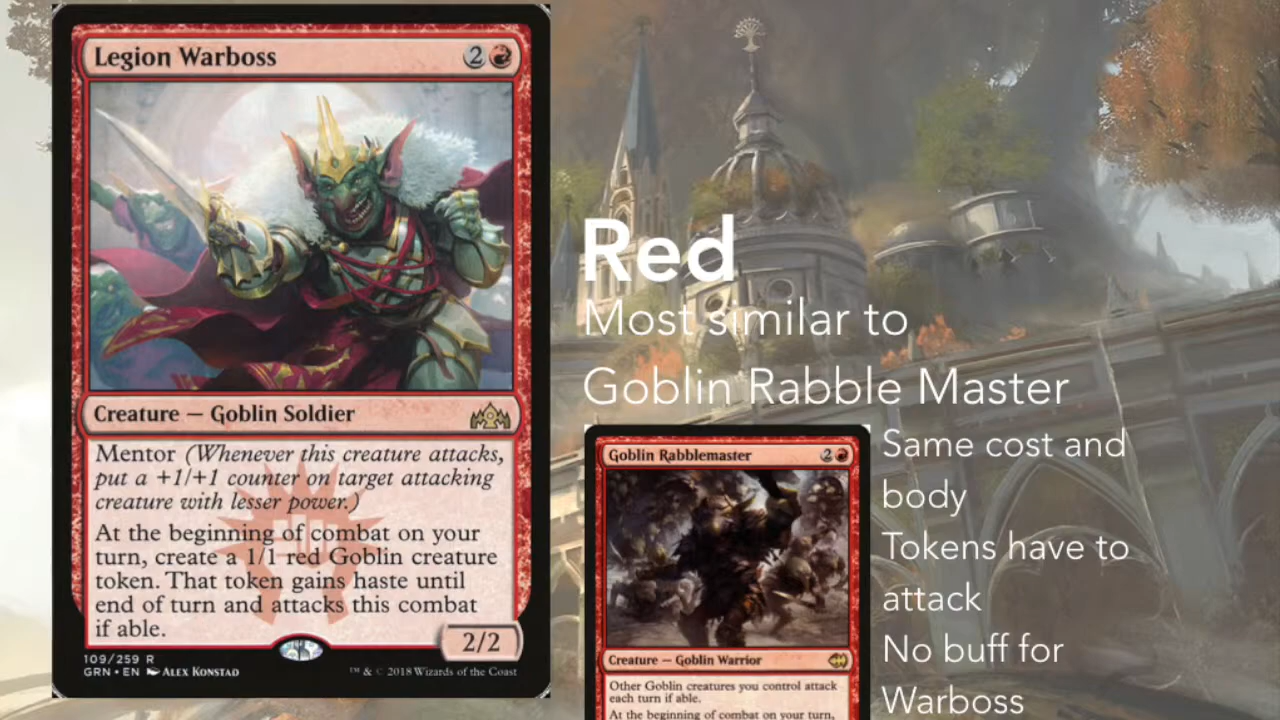 Legion Warboss
2
Creature — Goblin Soldier
Mentor (Whenever this creature attacks,
put a +1/+1 counter on target attacking
creature with lesser power.)
At the beginning of combat on your
turn, create a 1/1 red Goblin creature
token. That token gains haste until
end of turn and attacks this combat
if able.
2/2
109/259 R
GRN • EN ALEX KONSTAD
™ & © 2018 Wizards of the Coast
Red
Most similar to
Goblin Rabble Master
Goblin Rabblemaster
2
Creature — Goblin Warrior
Other Goblin creatures you control attack
each turn if able.
At the beginning of combat on your turn,
Same cost and
body
Tokens have to
attack
No buff for
Warboss